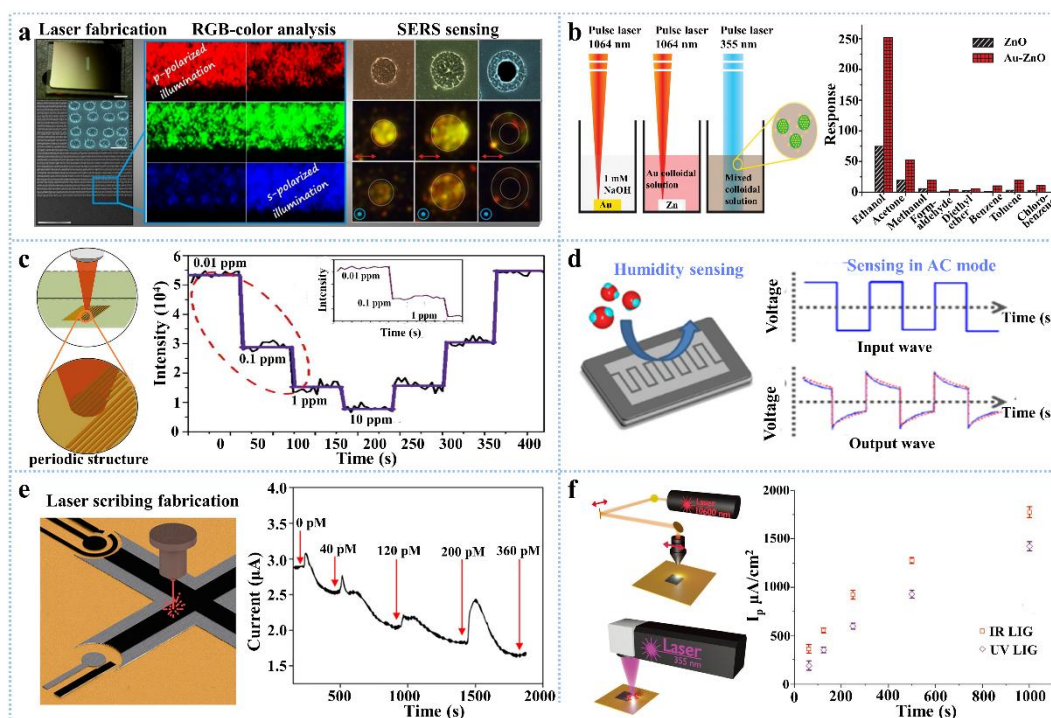 a
Laser fabrication
RGB-color analysis
SERS sensing
p-polarized
illumination
s-polarized
illumination
b
Pulse laser
1064 nm
Pulse laser
1064 nm
Pulse laser
355 nm
1 mM
NaOH
Au
Au colloidal
solution
Zn
Mixed
colloidal
solution
Response
250
200
150
100
50
0
ZnO
Au-ZnO
Ethanol
Acetone
Methanol
Form-
aldehyde
Diethyl
ether
Benzene
Toluene
Chloro-
benzene
c
periodic structure
Intensity (10⁴)
6
5
4
3
2
1
0
0.01 ppm
0.1 ppm
1 ppm
10 ppm
Intensity
0.01 ppm
0.1 ppm
1 ppm
Time (s)
0 50 100 150 200 250 300 350 400
Time (s)
d
Humidity sensing
Sensing in AC mode
Voltage
Time (s)
Input wave
Voltage
Time (s
Output wave
e
Laser scribing fabrication
Current (µA)
4.0
3.5
3.0
2.5
2.0
1.5
1.0
0 pM
40 pM
120 pM
200 pM
360 pM
500 1000 1500 2000
Time (s)
f
Laser
10600 nm
Laser
355 nm
Ip µA/cm²
2000
1500
1000
500
0
IR LIG
UV LIG
0 200 400 600 800 1000
Time (s)